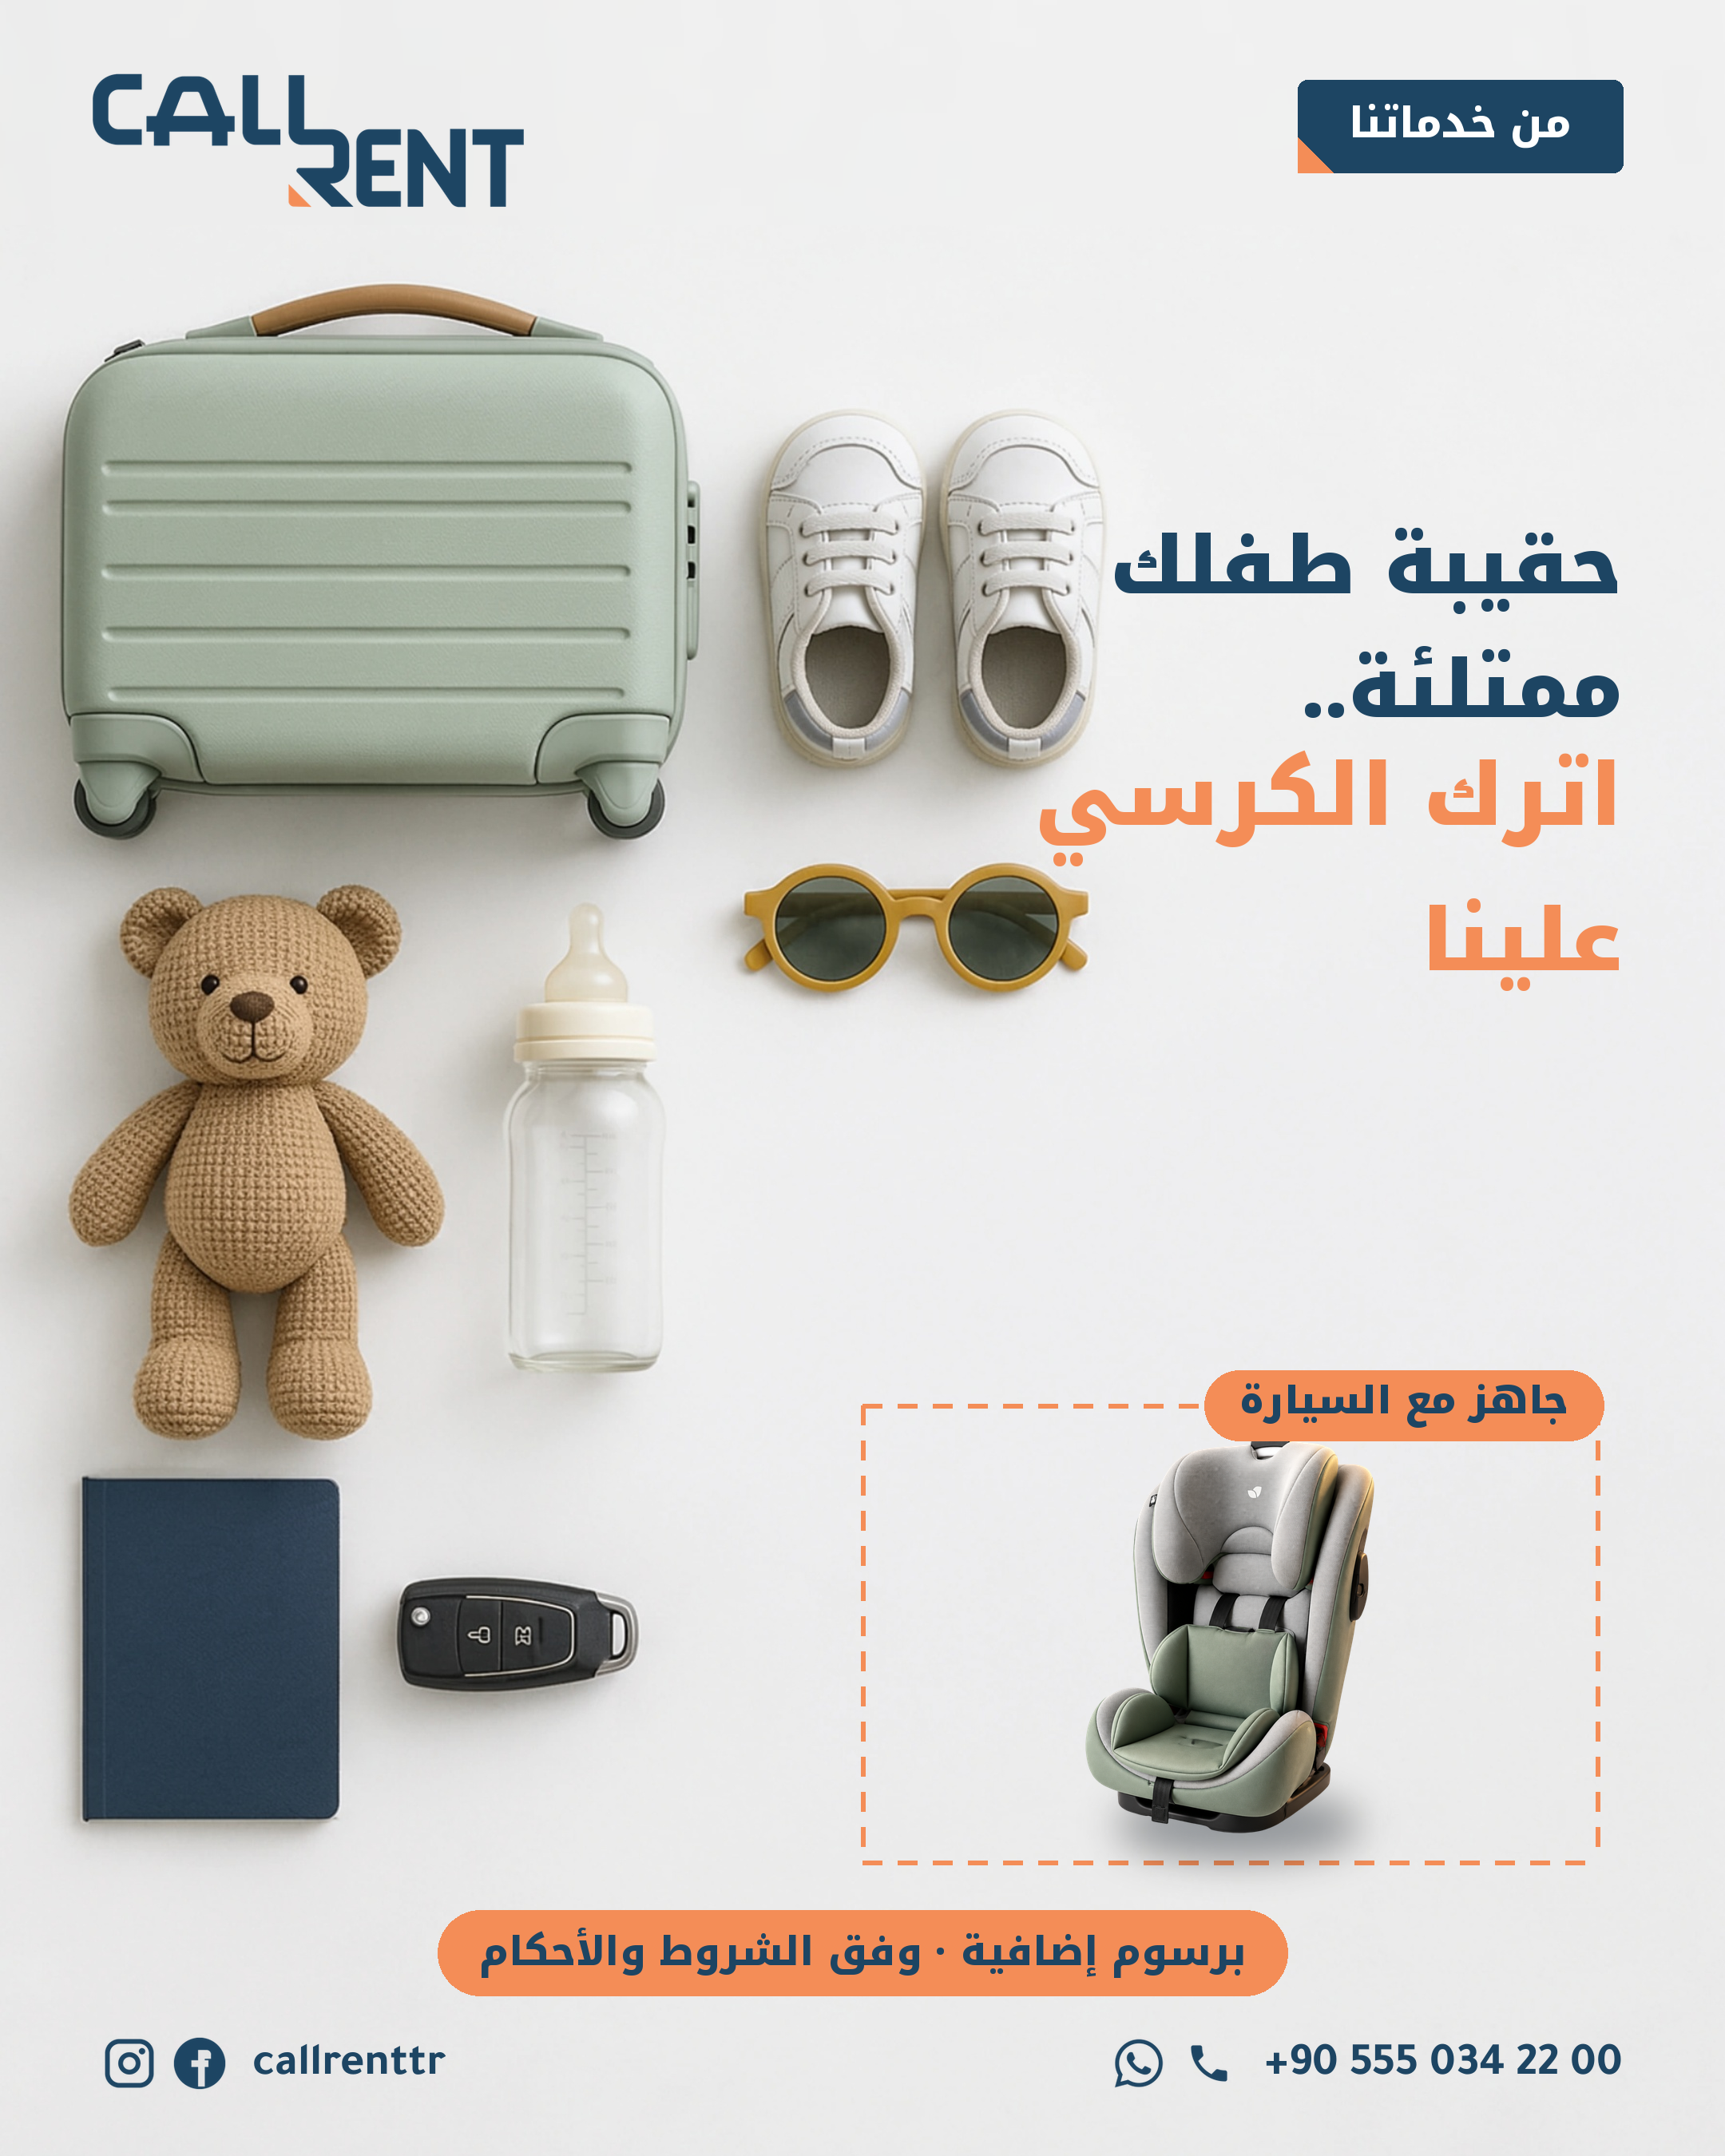 CALL RENT
من خدماتنا
حقيبة طفلك
ممتلئة..
اترك الكرسي
علينا
جاهز مع السيارة
برسوم إضافية · وفق الشروط والأحكام
callrenttr
+90 555 034 22 00